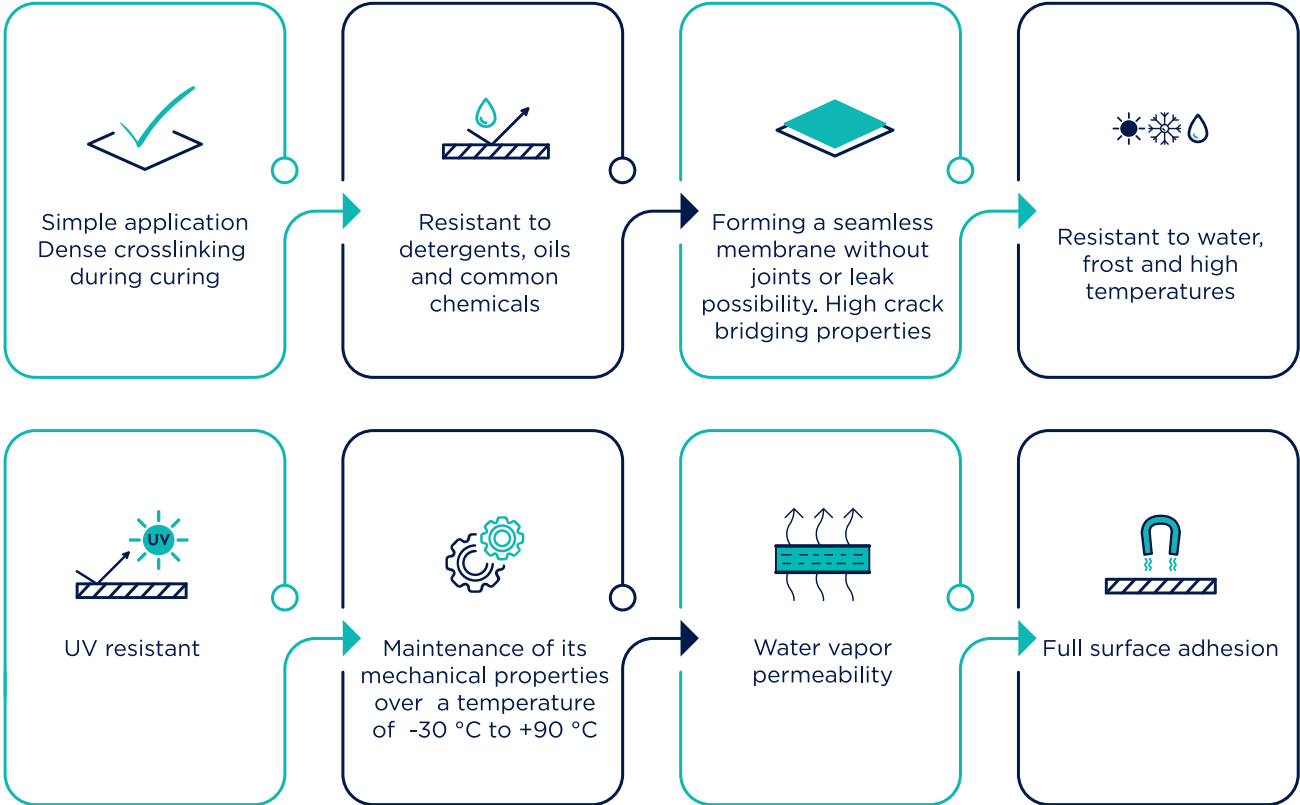 Simple application
Dense crosslinking
during curing
Resistant to
detergents, oils
and common
chemicals
Forming a seamless
membrane without
joints or leak
possibility. High crack
bridging properties
Resistant to water,
frost and high
temperatures
UV
UV resistant
Maintenance of its
mechanical properties
over a temperature
of -30 °C to +90 °C
Water vapor
permeability
Full surface adhesion